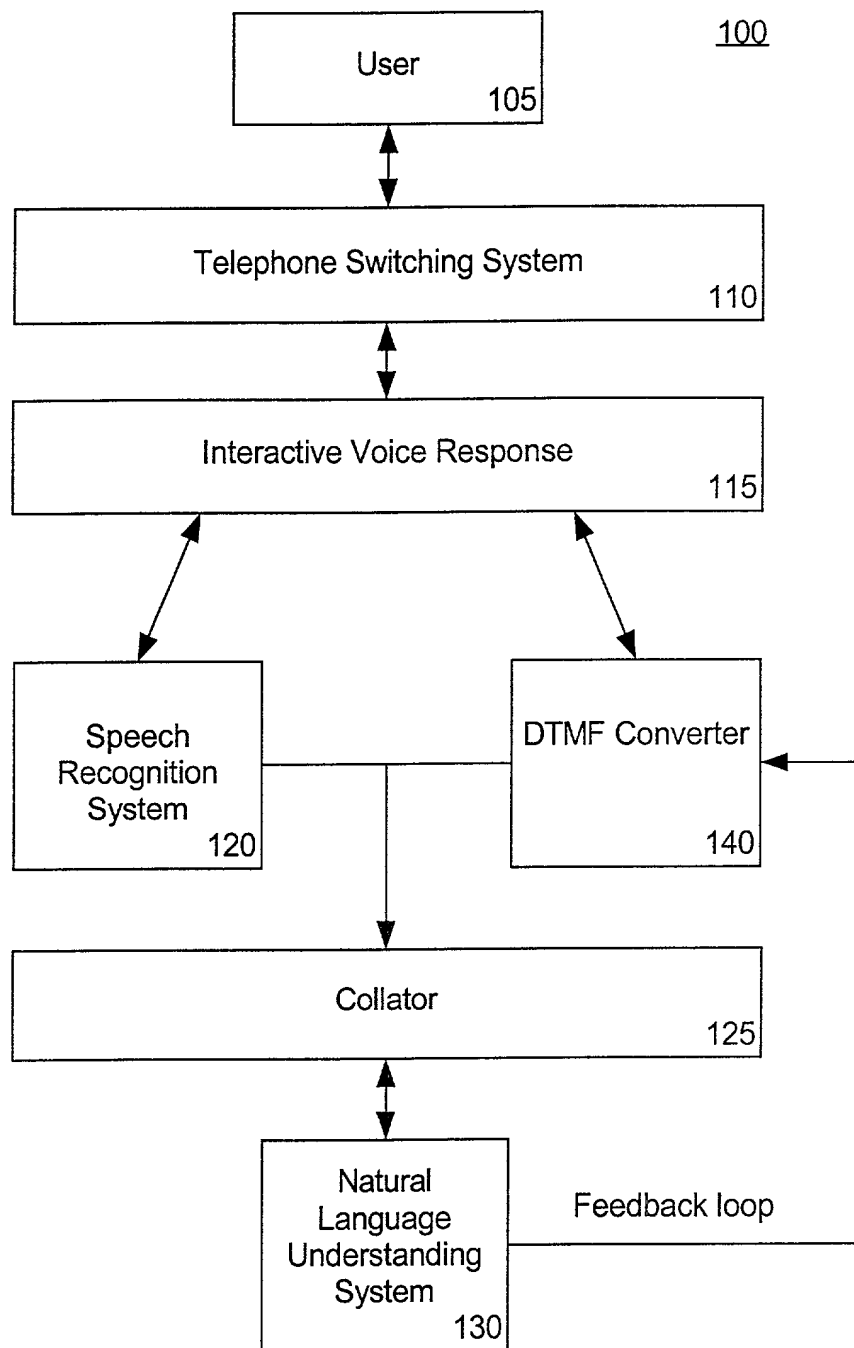 100
User
105
Telephone Switching System
110
Interactive Voice Response
115
Speech
Recognition
System
120
DTMF Converter
140
Collator
125
Natural
Language
Understanding
System
130
Feedback loop